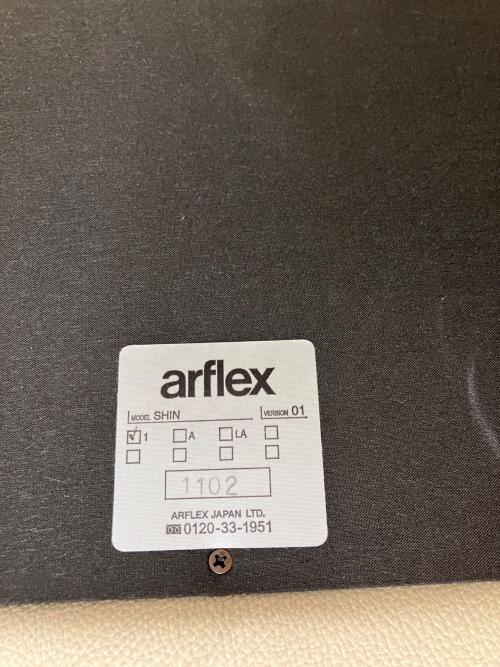 arflex
MODEL SHIN VERSION 01
☑ 1 ☐ A ☐ LA ☐
☐ ☐ ☐ ☐
1102
ARFLEX JAPAN LTD.
0120-33-1951